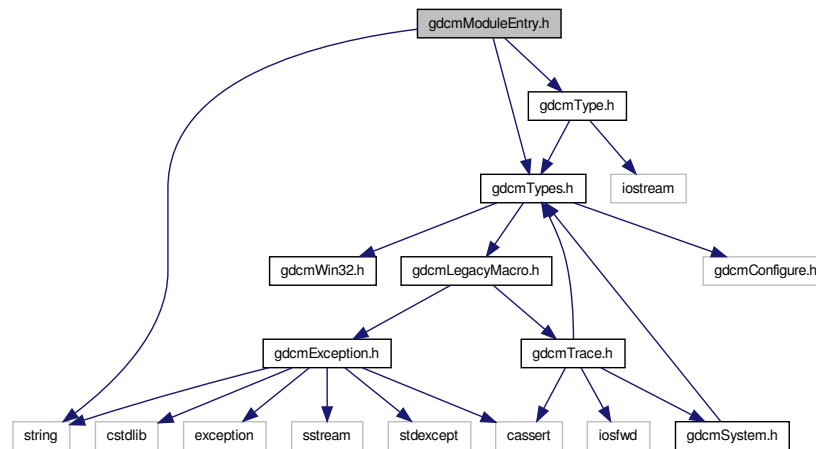 gdcmModuleEntry.h
gdcmType.h
gdcmTypes.h
iostream
gdcmWin32.h
gdcmLegacyMacro.h
gdcmConfigure.h
gdcmException.h
gdcmTrace.h
string
cstdlib
exception
sstream
stdexcept
cassert
iosfwd
gdcmSystem.h